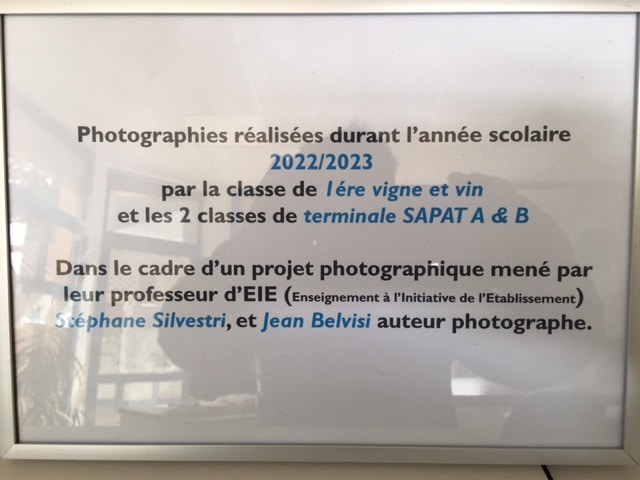 Photographies réalisées durant l'année scolaire
2022/2023
par la classe de 1ére vigne et vin
et les 2 classes de terminale SAPAT A & B
Dans le cadre d'un projet photographique mené par
leur professeur d'EIE (Enseignement à l'Initiative de l'Etablissement)
Stéphane Silvestri, et Jean Belvisi auteur photographe.